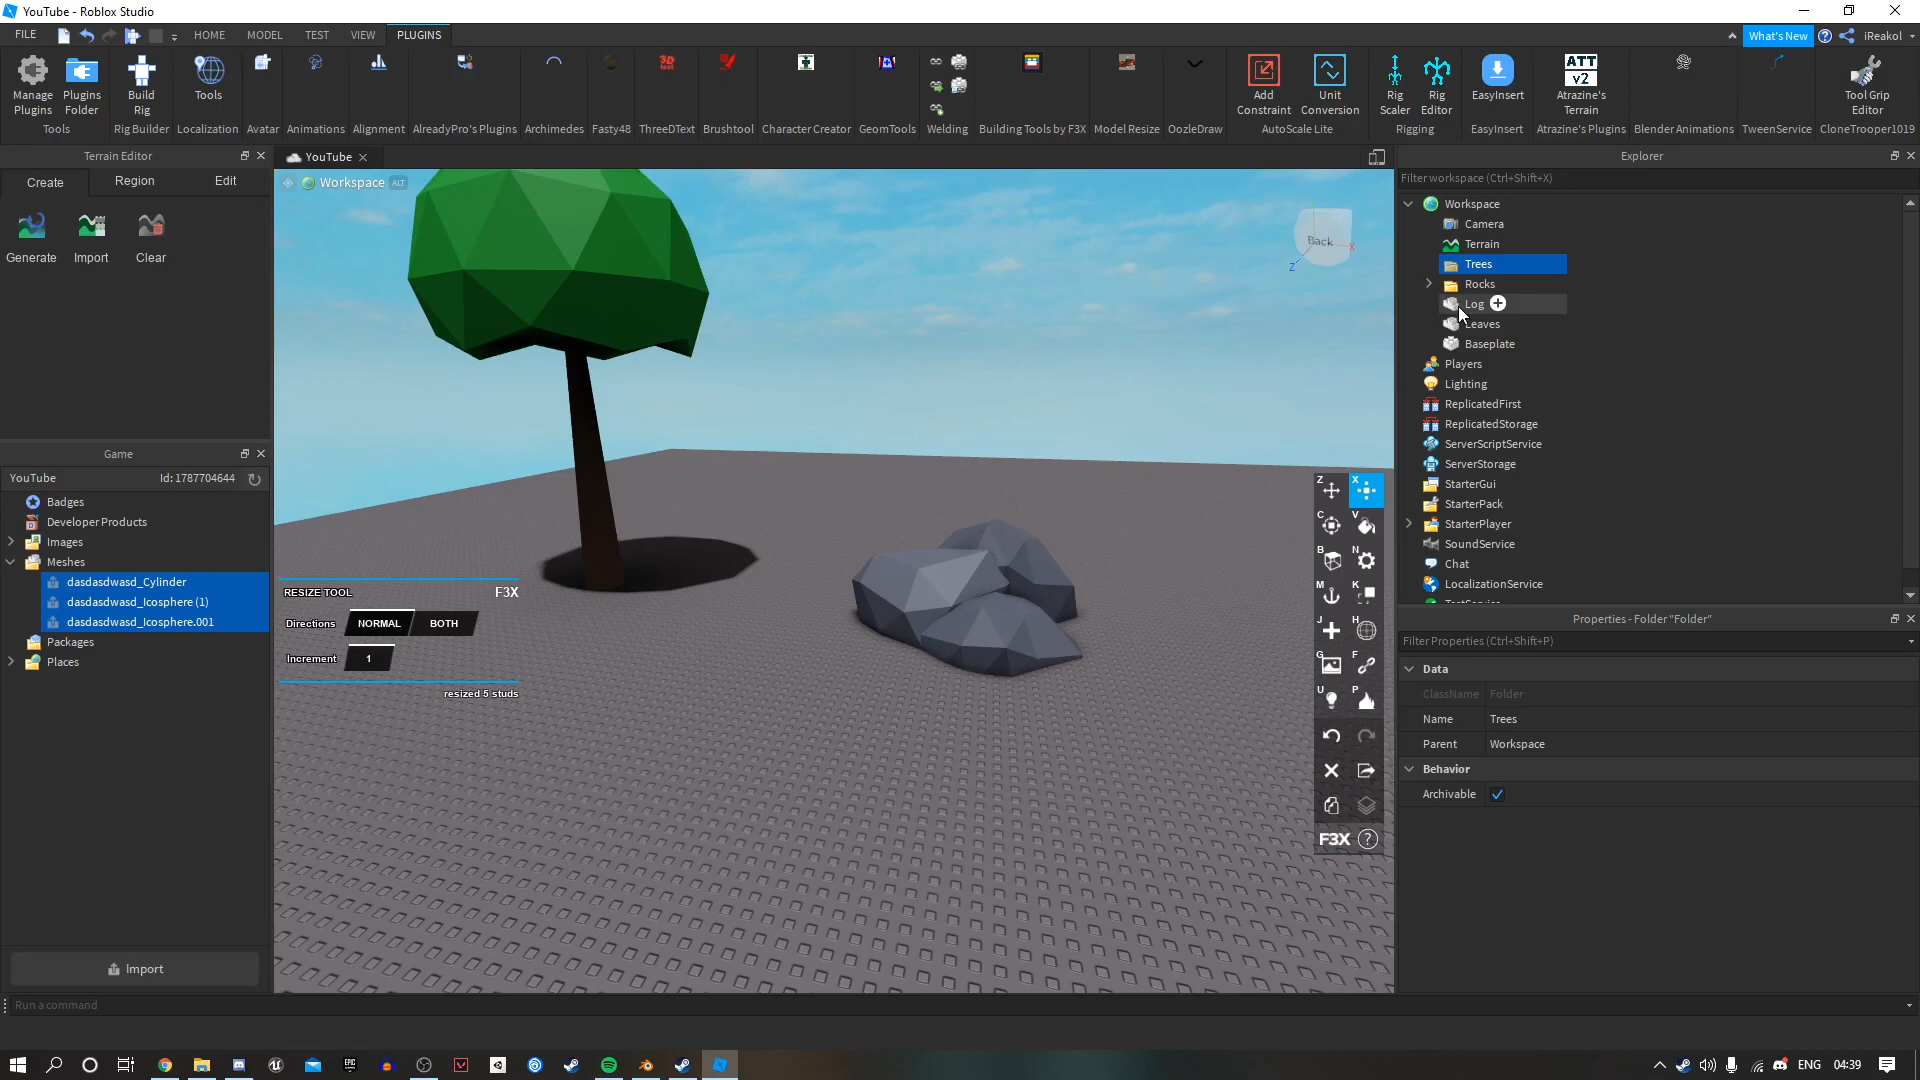 YouTube - Roblox Studio
FILE HOME MODEL TEST VIEW PLUGINS What's New iReakol
Manage Plugins
Plugins Folder
Build Rig
Tools
Add Constraint
Unit Conversion
Rig Scaler
Rig Editor
EasyInsert
ATT v2
Atrazine's Terrain
Tool Grip Editor
3D text
Tools Rig Builder Localization Avatar Animations Alignment AlreadyPro's Plugins Archimedes Fasty48 ThreeDText Brushtool Character Creator GeomTools Welding Building Tools by F3X Model Resize OozleDraw AutoScale Lite Rigging EasyInsert Atrazine's Plugins Blender Animations TweenService CloneTrooper1019
Terrain Editor
Create Region Edit
Generate Import Clear
Game
YouTube Id: 1787704644
Badges
Developer Products
Images
Meshes
dasdasdwasd_Cylinder
dasdasdwasd_Icosphere (1)
dasdasdwasd_Icosphere.001
Packages
Places
Import
YouTube
Workspace ALT
Back
X
Z
RESIZE TOOL F3X
Directions NORMAL BOTH
Increment 1
resized 5 studs
Z X
C V
B N
M K
J H
G F
U P
F3X ?
Explorer
Filter workspace (Ctrl+Shift+X)
Workspace
Camera
Terrain
Trees
Rocks
Log
Leaves
Baseplate
Players
Lighting
ReplicatedFirst
ReplicatedStorage
ServerScriptService
ServerStorage
StarterGui
StarterPack
StarterPlayer
SoundService
Chat
LocalizationService
TestService
Properties - Folder "Folder"
Filter Properties (Ctrl+Shift+P)
Data
ClassName Folder
Name Trees
Parent Workspace
Behavior
Archivable
Run a command
EPIC
ENG 04:39